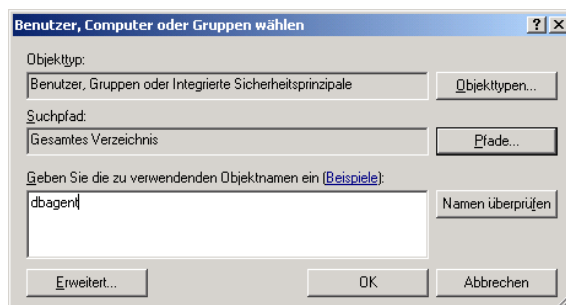 Benutzer, Computer oder Gruppen wählen
Objekttyp:
Benutzer, Gruppen oder Integrierte Sicherheitsprinzipale
Objekttypen...
Suchpfad:
Gesamtes Verzeichnis
Pfade...
Geben Sie die zu verwendenden Objektnamen ein (Beispiele):
dbagent
Namen überprüfen
Erweitert...
OK
Abbrechen